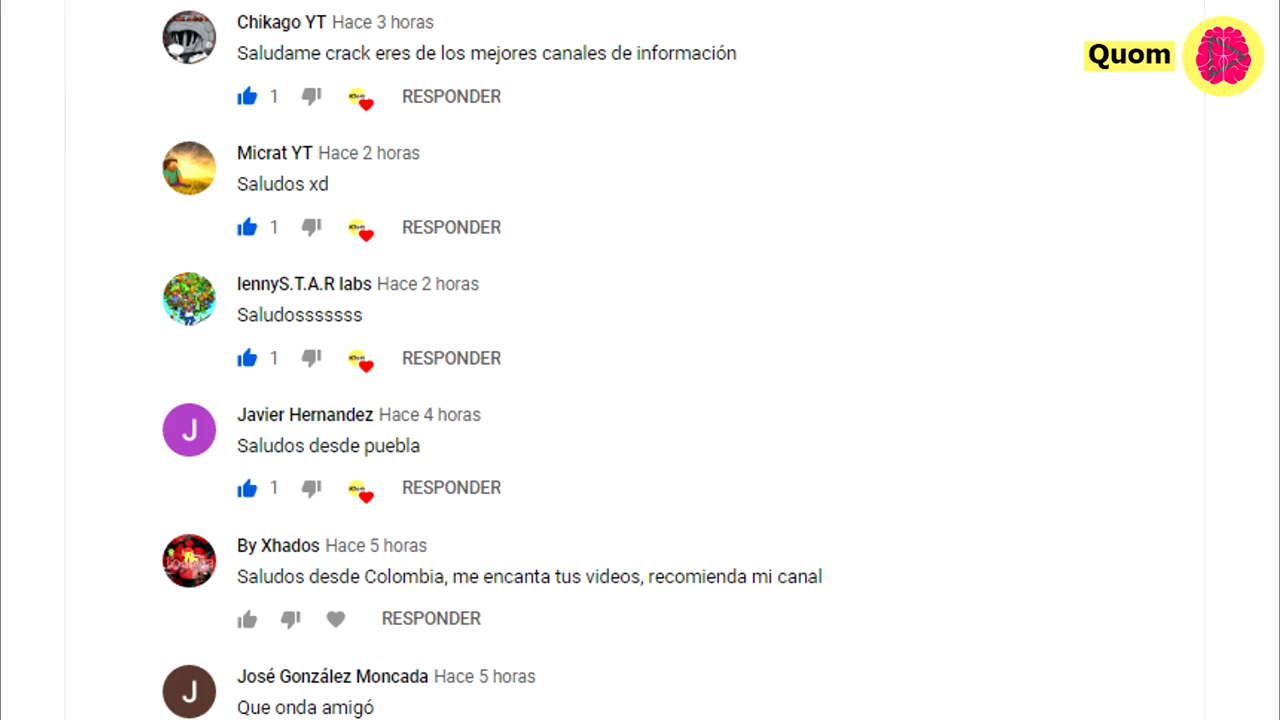 Chikago YT Hace 3 horas
Saludame crack eres de los mejores canales de información
1 RESPONDER
Quom
Micrat YT Hace 2 horas
Saludos xd
1 RESPONDER
lennyS.T.A.R labs Hace 2 horas
Saludosssssss
1 RESPONDER
J
Javier Hernandez Hace 4 horas
Saludos desde puebla
1 RESPONDER
By Xhados Hace 5 horas
Saludos desde Colombia, me encanta tus videos, recomienda mi canal
RESPONDER
J
José González Moncada Hace 5 horas
Que onda amigó